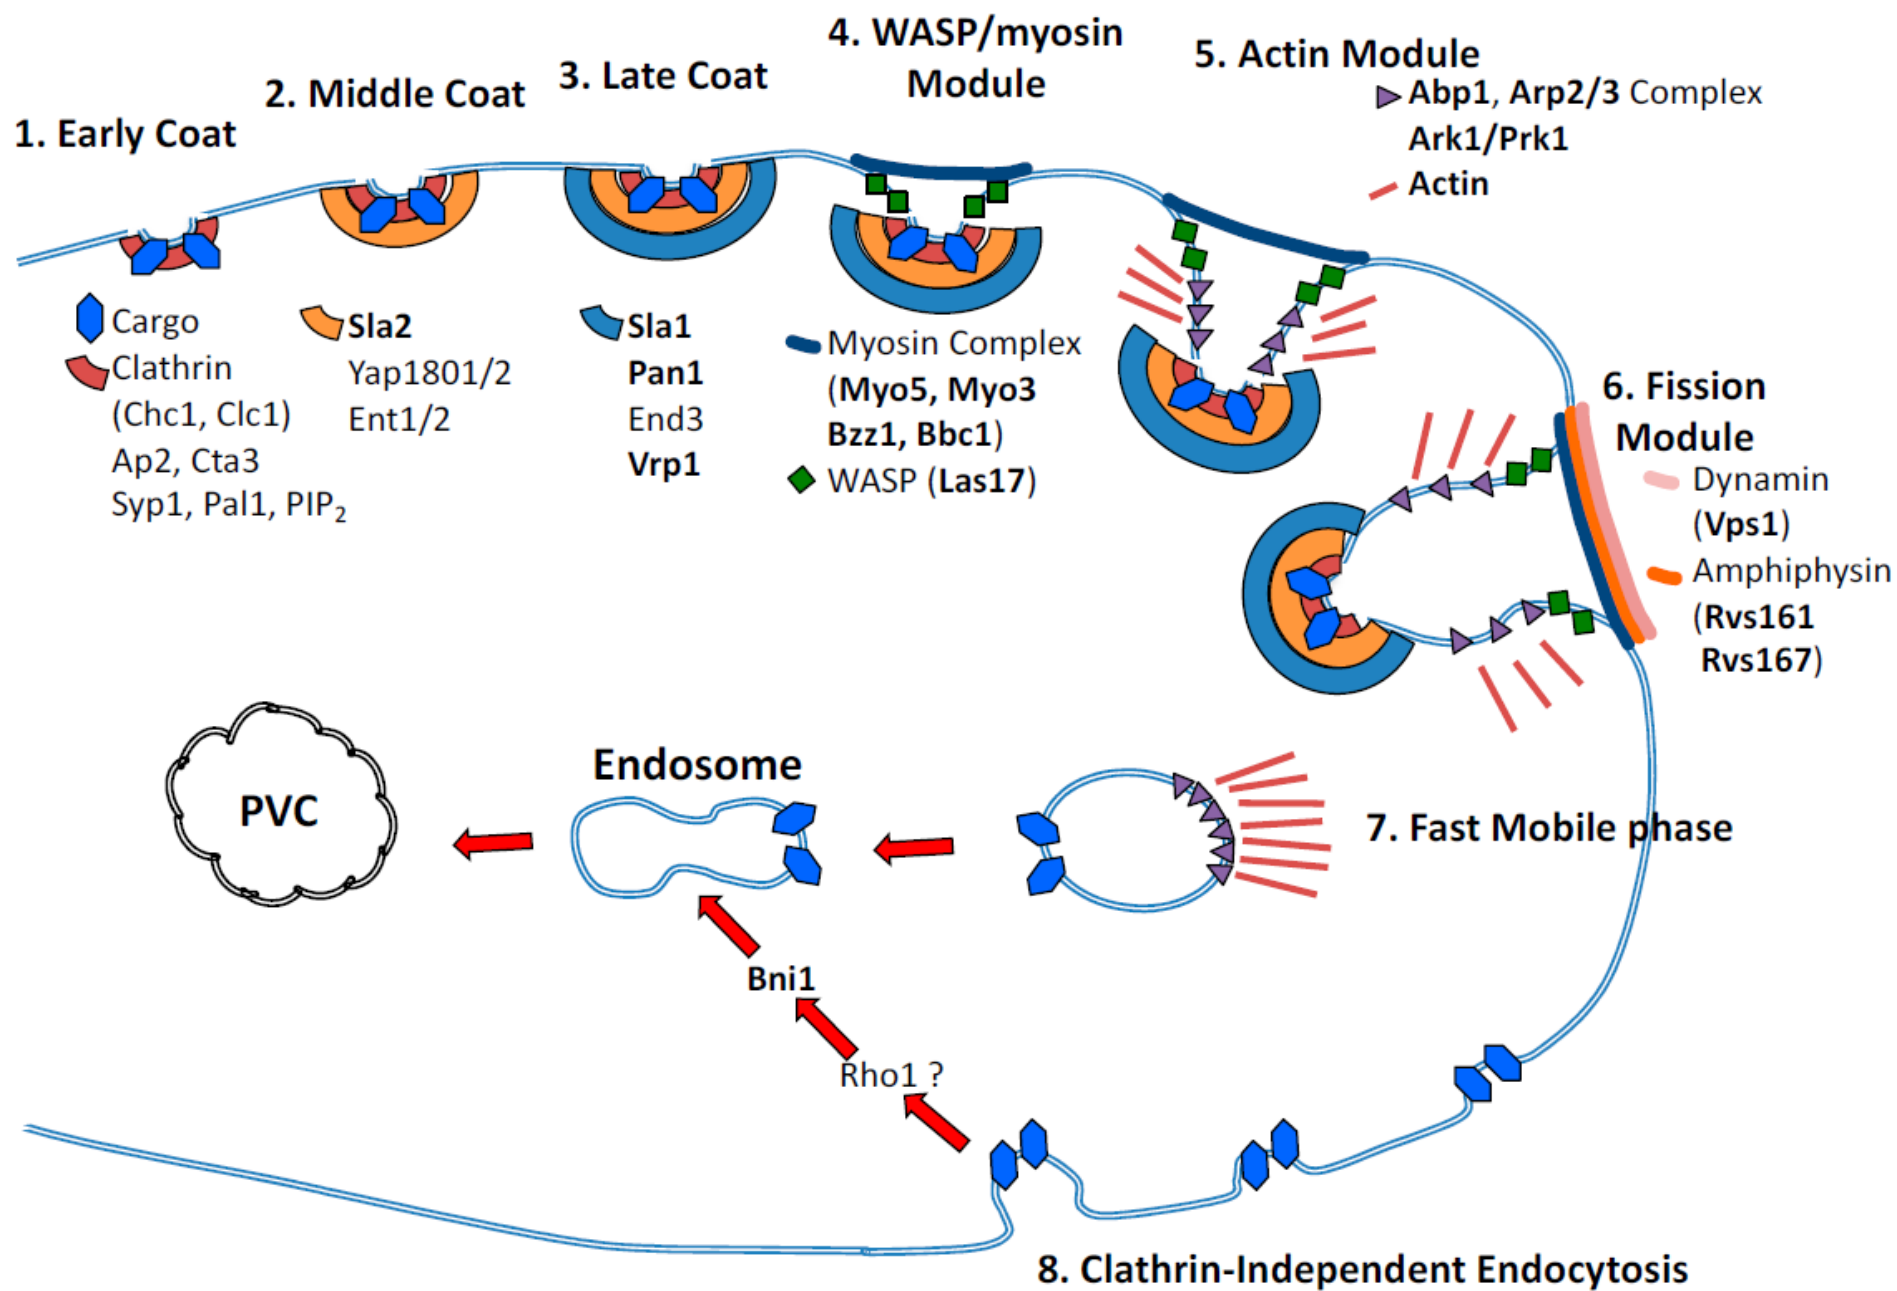 1. Early Coat
2. Middle Coat
3. Late Coat
4. WASP/myosin
Module
5. Actin Module
Abp1, Arp2/3 Complex
Ark1/Prk1
Actin
Cargo
Clathrin
(Chc1, Clc1)
Ap2, Cta3
Syp1, Pal1, PIP2
Sla2
Yap1801/2
Ent1/2
Sla1
Pan1
End3
Vrp1
Myosin Complex
(Myo5, Myo3
Bzz1, Bbc1)
WASP (Las17)
6. Fission
Module
Dynamin
(Vps1)
Amphiphysin
(Rvs161
Rvs167)
PVC
Endosome
7. Fast Mobile phase
Bni1
Rho1 ?
8. Clathrin-Independent Endocytosis